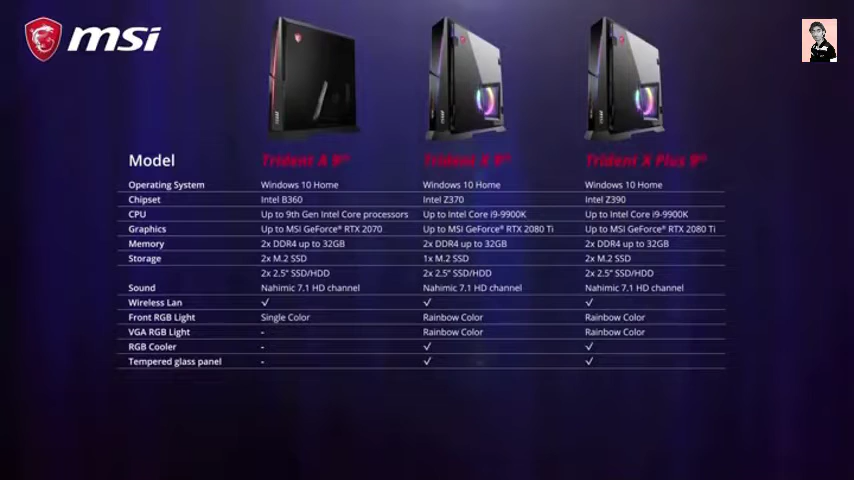 msi
Model Trident A 9th Trident X 9th Trident X Plus 9th
Operating System Windows 10 Home Windows 10 Home Windows 10 Home
Chipset Intel B360 Intel Z370 Intel Z390
CPU Up to 9th Gen Intel Core processors Up to Intel Core i9-9900K Up to Intel Core i9-9900K
Graphics Up to MSI GeForce® RTX 2070 Up to MSI GeForce® RTX 2080 Ti Up to MSI GeForce® RTX 2080 Ti
Memory 2x DDR4 up to 32GB 2x DDR4 up to 32GB 2x DDR4 up to 32GB
Storage 2x M.2 SSD 1x M.2 SSD 2x M.2 SSD
2x 2.5" SSD/HDD 2x 2.5" SSD/HDD 2x 2.5" SSD/HDD
Sound Nahimic 7.1 HD channel Nahimic 7.1 HD channel Nahimic 7.1 HD channel
Wireless Lan ✓ ✓ ✓
Front RGB Light Single Color Rainbow Color Rainbow Color
VGA RGB Light - Rainbow Color Rainbow Color
RGB Cooler - ✓ ✓
Tempered glass panel - ✓ ✓